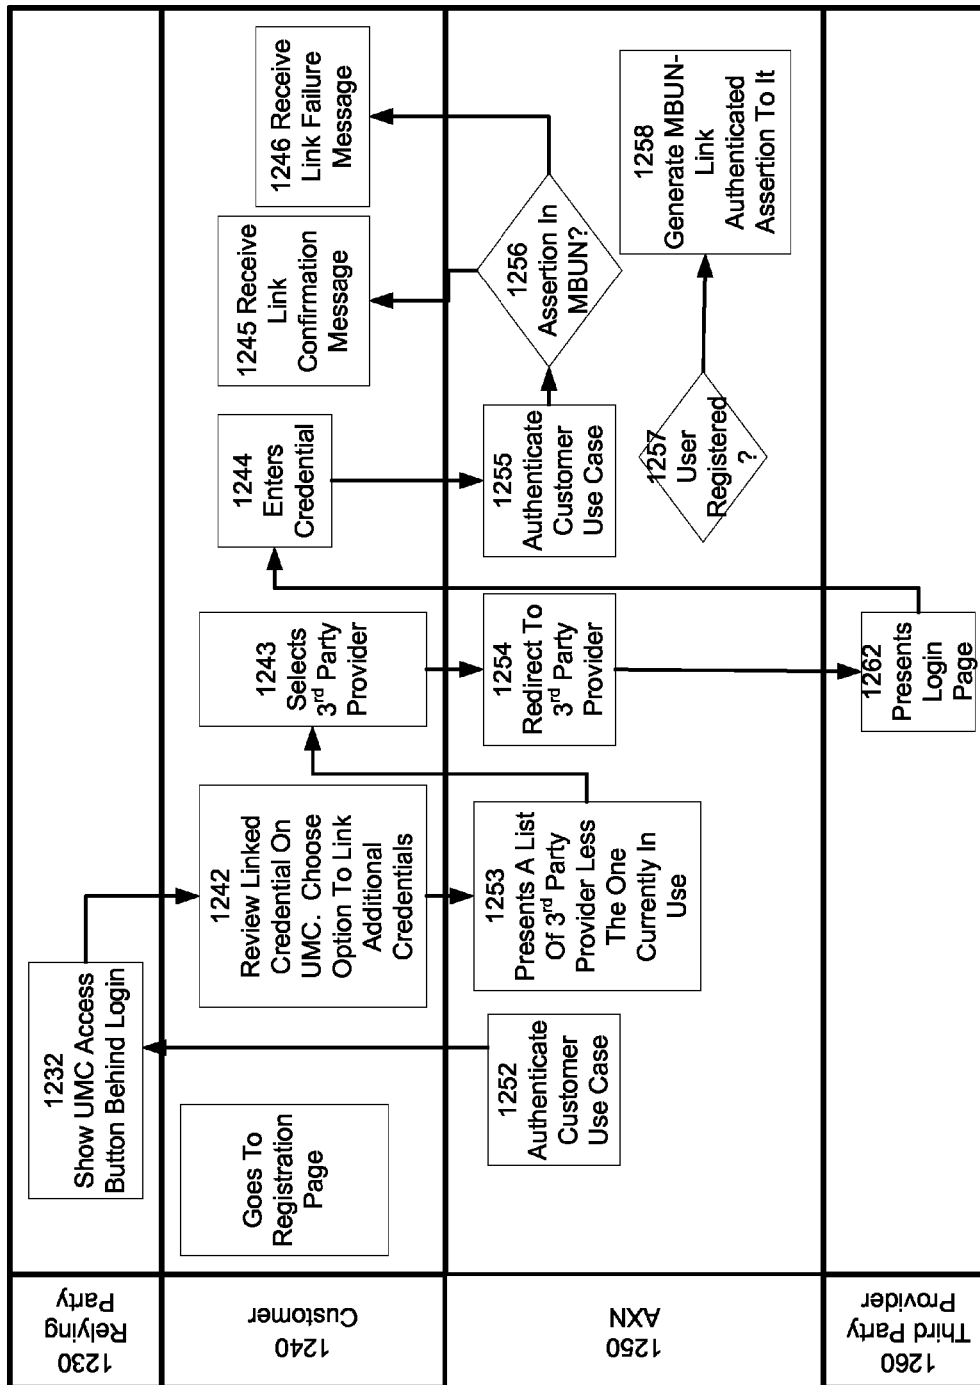 1230
Relying
Party
1232
Show UMC Access
Button Behind Login
1240
Customer
Goes To
Registration
Page
1242
Review Linked
Credential On
UMC.  Choose
Option To Link
Additional
Credentials
1243
Selects
3rd Party
Provider
1244
Enters
Credential
1245 Receive
Link
Confirmation
Message
1246 Receive
Link Failure
Message
1250
AXN
1252
Authenticate
Customer
Use Case
1253
Presents A List
Of 3rd Party
Provider Less
The One
Currently In
Use
1254
Redirect To
3rd Party
Provider
1255
Authenticate
Customer
Use Case
1256
Assertion In
MBUN?
1257
User
Registered
?
1258
Generate MBUN-
Link
Authenticated
Assertion To It
1260
Third Party
Provider
1262
Presents
Login
Page